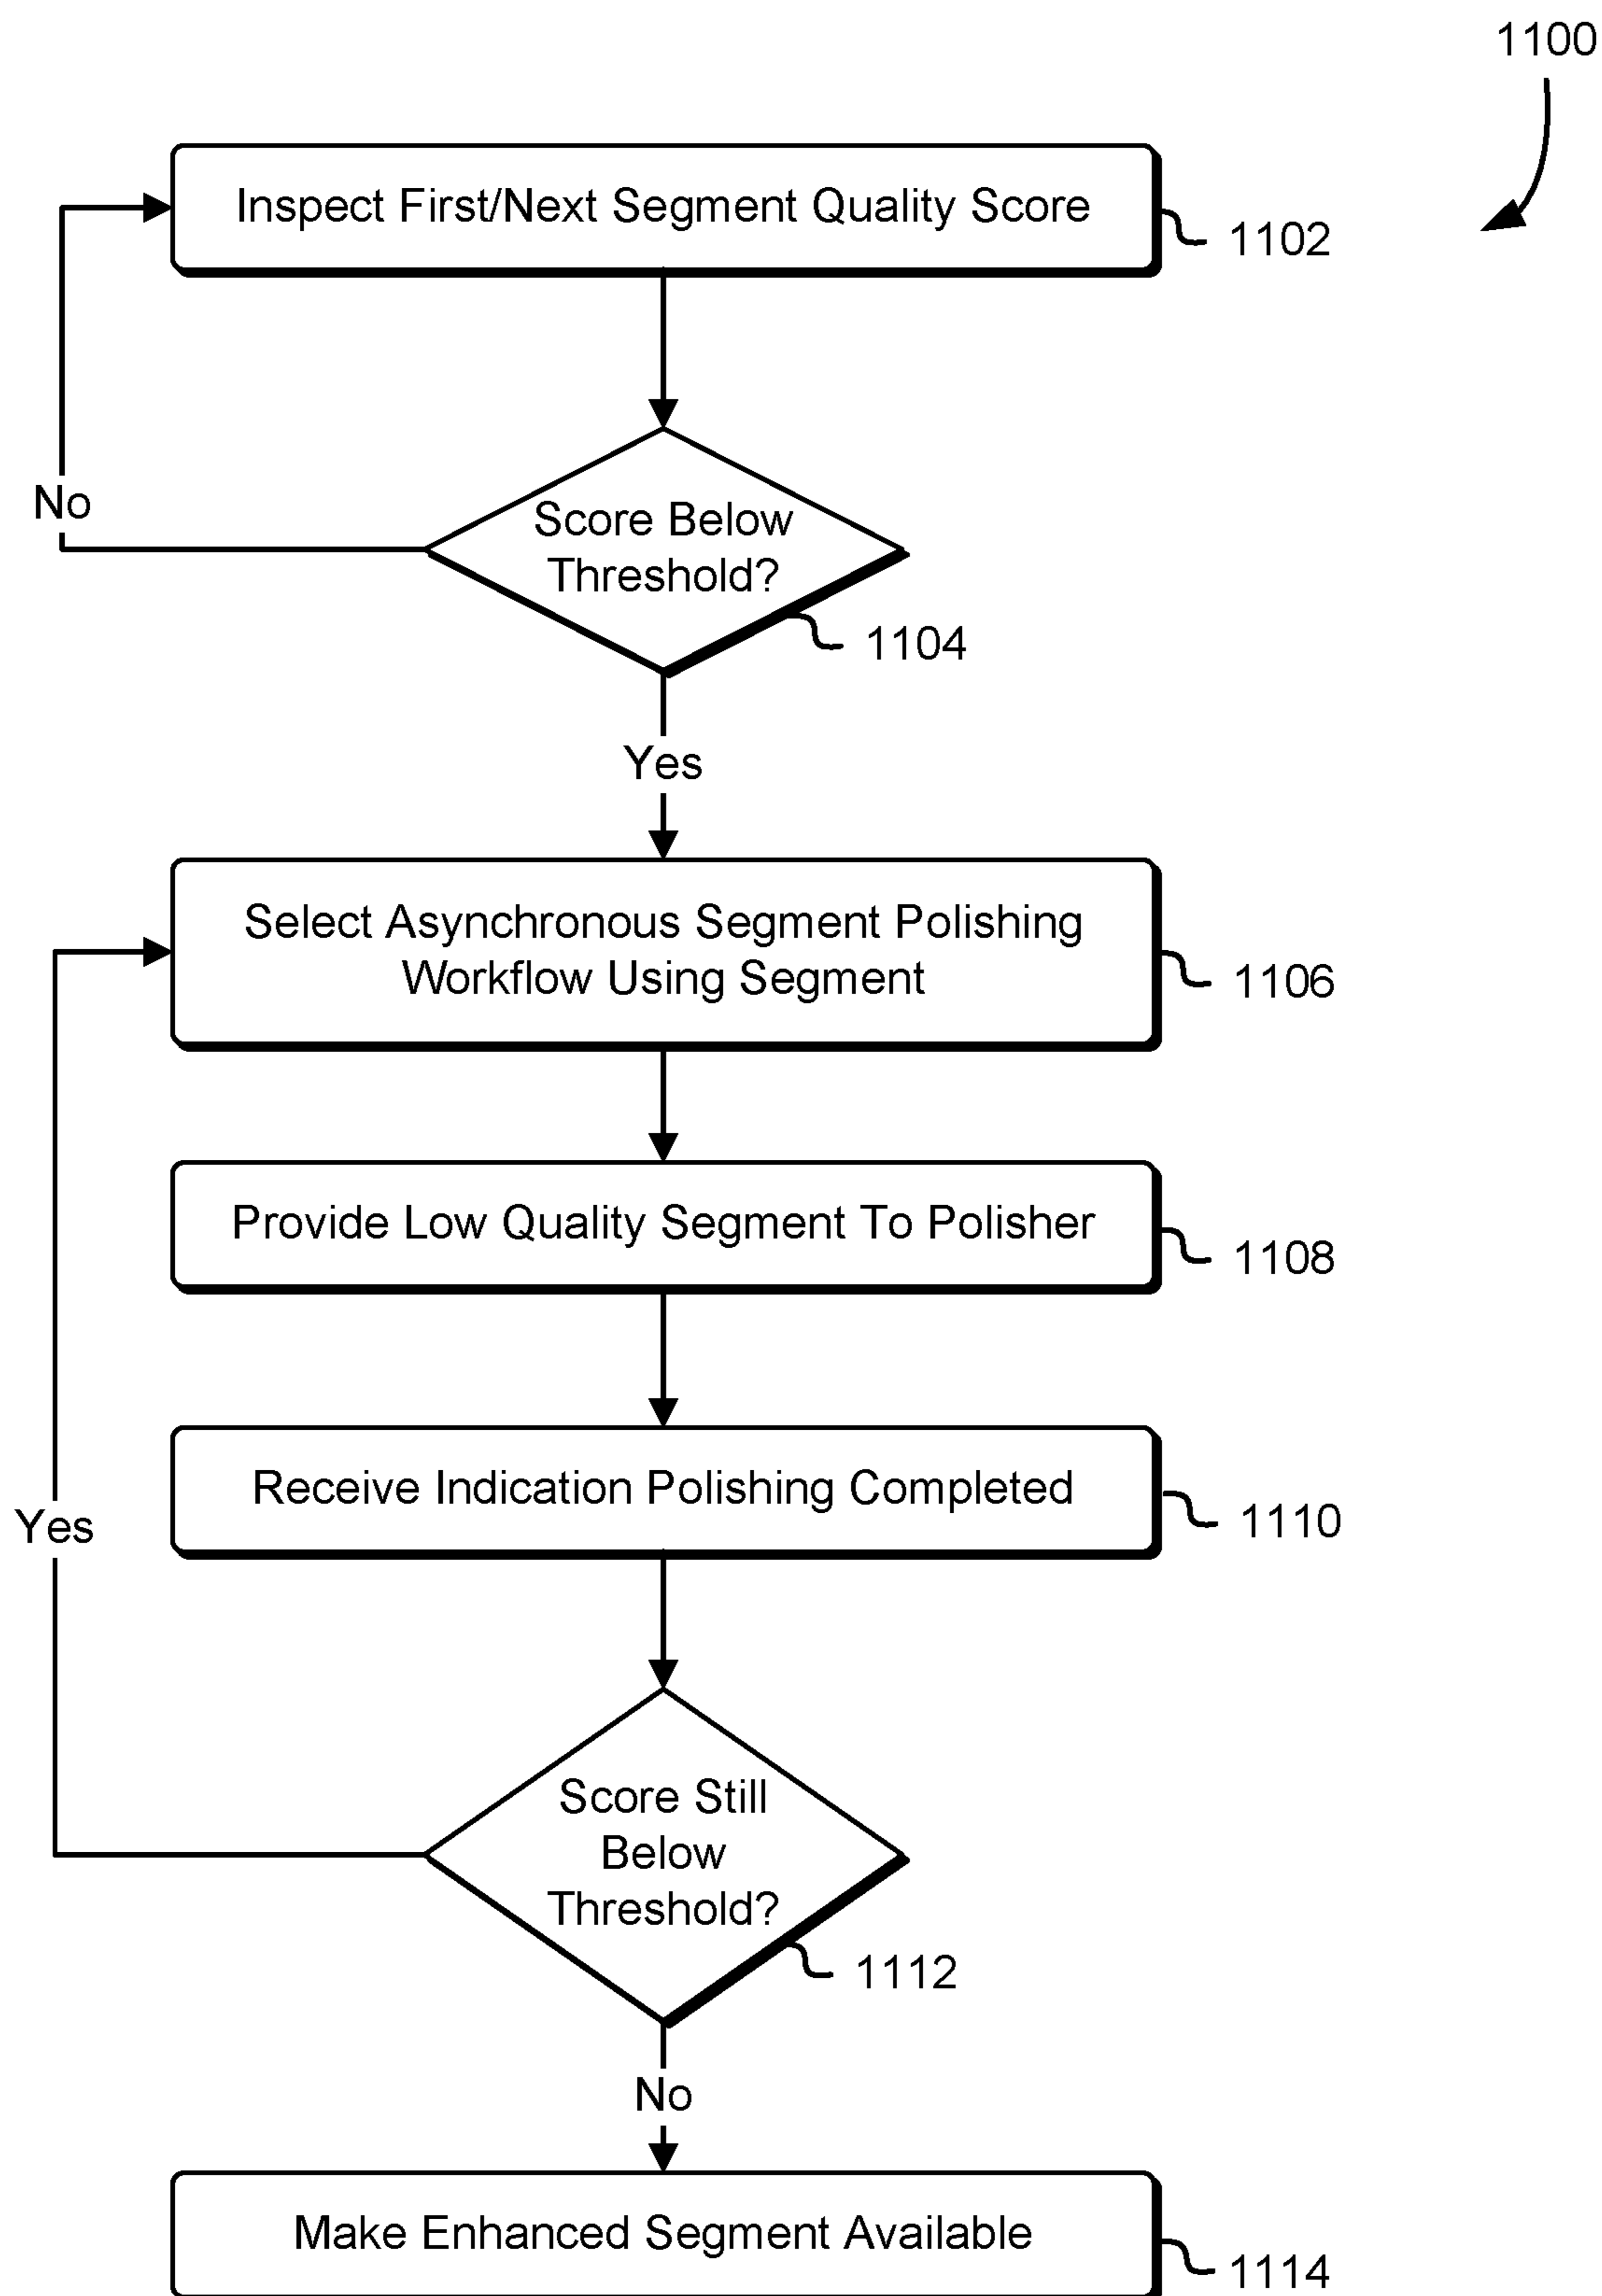 1100
Inspect First/Next Segment Quality Score
1102
No
Score Below
Threshold?
1104
Yes
Select Asynchronous Segment Polishing
Workflow Using Segment
1106
Provide Low Quality Segment To Polisher
1108
Receive Indication Polishing Completed
1110
Yes
Score Still
Below
Threshold?
1112
No
Make Enhanced Segment Available
1114